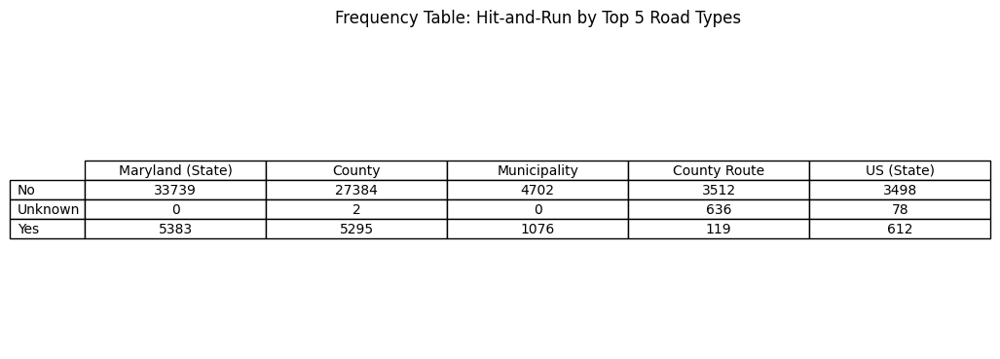 Frequency Table: Hit-and-Run by Top 5 Road Types
Maryland (State) County Municipality County Route US (State)
No 33739 27384 4702 3512 3498
Unknown 0 2 0 636 78
Yes 5383 5295 1076 119 612